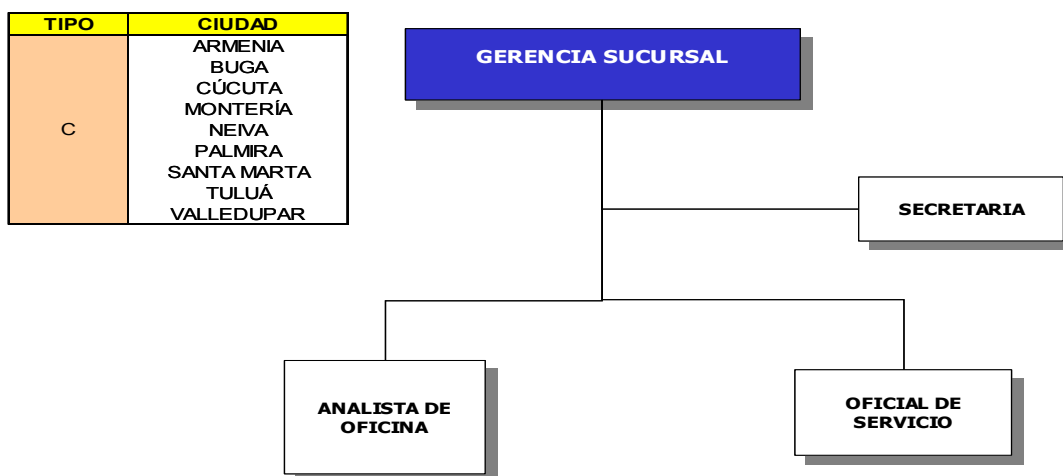 TIPO CIUDAD
C
ARMENIA
BUGA
CÚCUTA
MONTERÍA
NEIVA
PALMIRA
SANTA MARTA
TULUÁ
VALLEDUPAR
GERENCIA SUCURSAL
SECRETARIA
ANALISTA DE
OFICINA
OFICIAL DE
SERVICIO